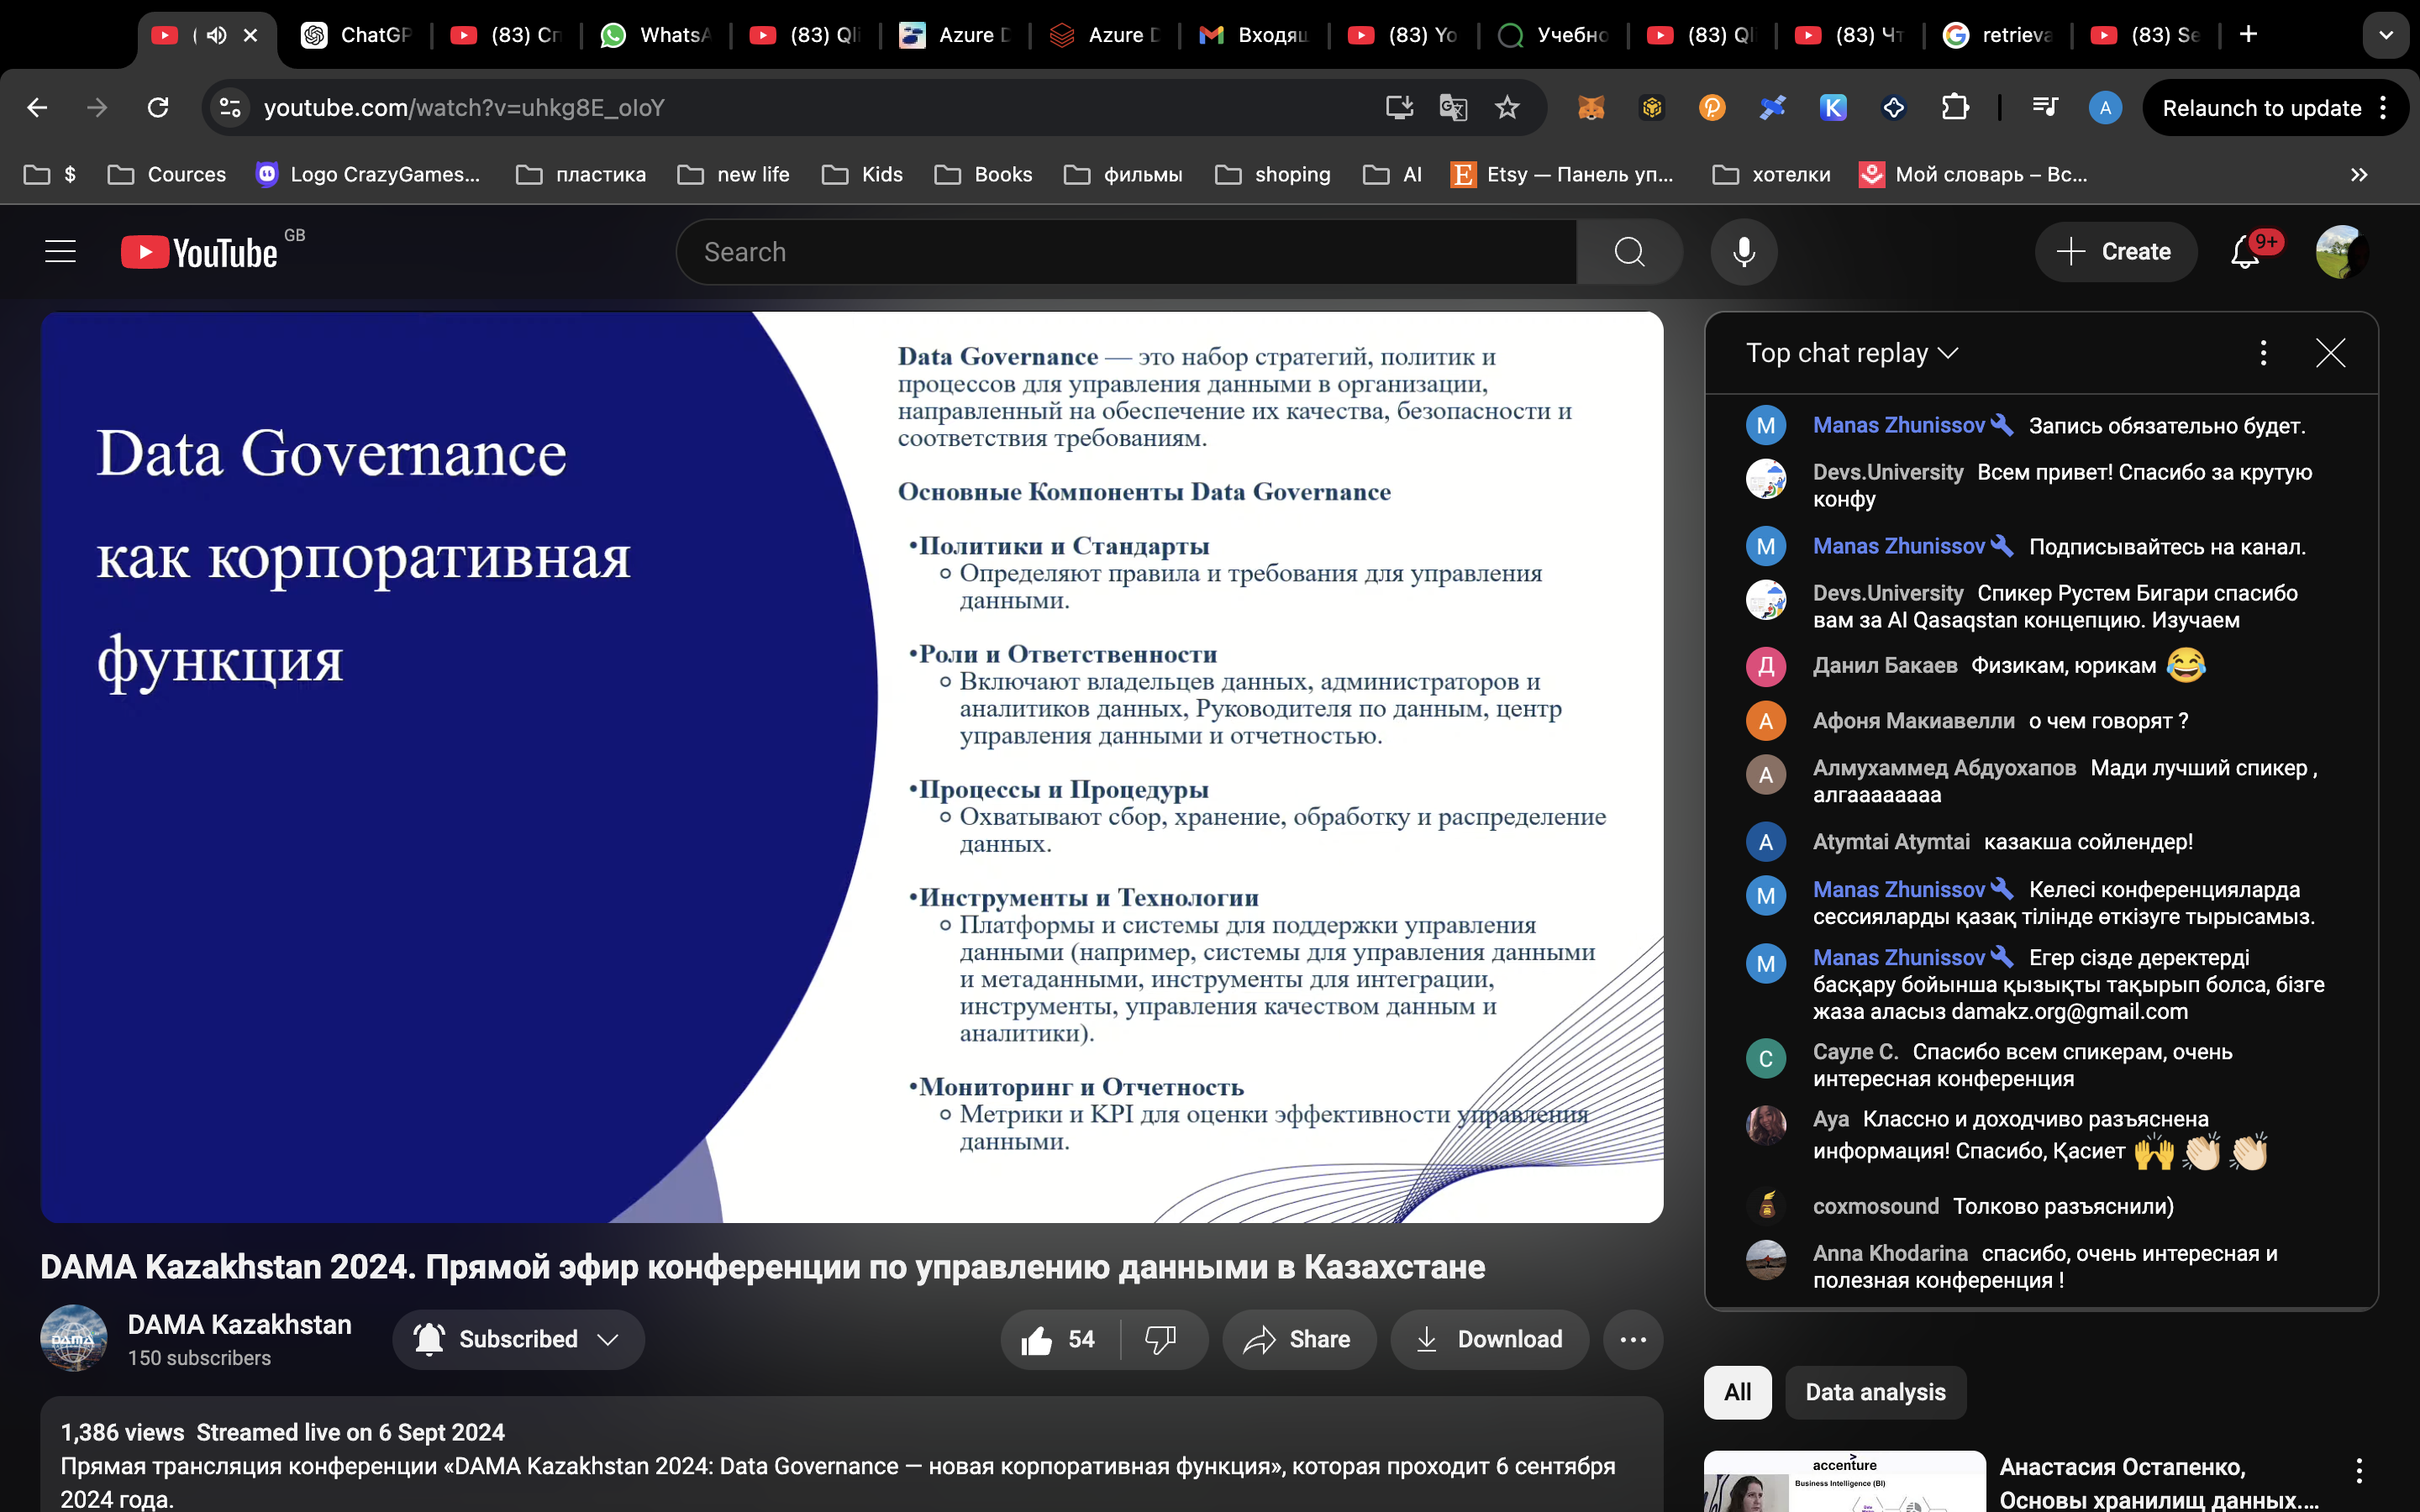 ChatGP
(83) Сп
WhatsA
(83) Qli
Azure D
Azure D
Входящ
(83) Yo
Учебно
(83) Ql
(83) Чт
retrieva
(83) Se
youtube.com/watch?v=uhkg8E_oIoY
Relaunch to update
$
Cources
Logo CrazyGames...
пластика
new life
Kids
Books
фильмы
shoping
AI
Etsy — Панель уп...
хотелки
Мой словарь – Вс...
YouTube GB
Search
Create
9+
Data Governance
как корпоративная
функция
Data Governance — это набор стратегий, политик и
процессов для управления данными в организации,
направленный на обеспечение их качества, безопасности и
соответствия требованиям.
Основные Компоненты Data Governance
•Политики и Стандарты
Определяют правила и требования для управления
данными.
•Роли и Ответственности
Включают владельцев данных, администраторов и
аналитиков данных, Руководителя по данным, центр
управления данными и отчетностью.
•Процессы и Процедуры
Охватывают сбор, хранение, обработку и распределение
данных.
•Инструменты и Технологии
Платформы и системы для поддержки управления
данными (например, системы для управления данными
и метаданными, инструменты для интеграции,
инструменты, управления качеством данным и
аналитики).
•Мониторинг и Отчетность
Метрики и KPI для оценки эффективности управления
данными.
DAMA Kazakhstan 2024. Прямой эфир конференции по управлению данными в Казахстане
DAMA
DAMA Kazakhstan
150 subscribers
Subscribed
54
Share
Download
1,386 views Streamed live on 6 Sept 2024
Прямая трансляция конференции «DAMA Kazakhstan 2024: Data Governance — новая корпоративная функция», которая проходит 6 сентября
2024 года.
Top chat replay
Manas Zhunissov Запись обязательно будет.
Devs.University Всем привет! Спасибо за крутую
конфу
Manas Zhunissov Подписывайтесь на канал.
Devs.University Спикер Рустем Бигари спасибо
вам за AI Qasaqstan концепцию. Изучаем
Данил Бакаев Физикам, юрикам 😂
Афоня Макиавелли о чем говорят ?
Алмухаммед Абдуохапов Мади лучший спикер ,
алгааааааааа
Atymtai Atymtai казакша сойлендер!
Manas Zhunissov Келесі конференцияларда
сессияларды қазақ тілінде өткізуге тырысамыз.
Manas Zhunissov Егер сізде деректерді
басқару бойынша қызықты тақырып болса, бізге
жаза аласыз damakz.org@gmail.com
Сауле С. Спасибо всем спикерам, очень
интересная конференция
Aya Классно и доходчиво разъяснена
информация! Спасибо, Қасиет 🙌👏🏻👏🏻
coxmosound Толково разъяснили)
Anna Khodarina спасибо, очень интересная и
полезная конференция !
All
Data analysis
accenture
Business Intelligence (BI)
Анастасия Остапенко,
Основы хранилищ данных....